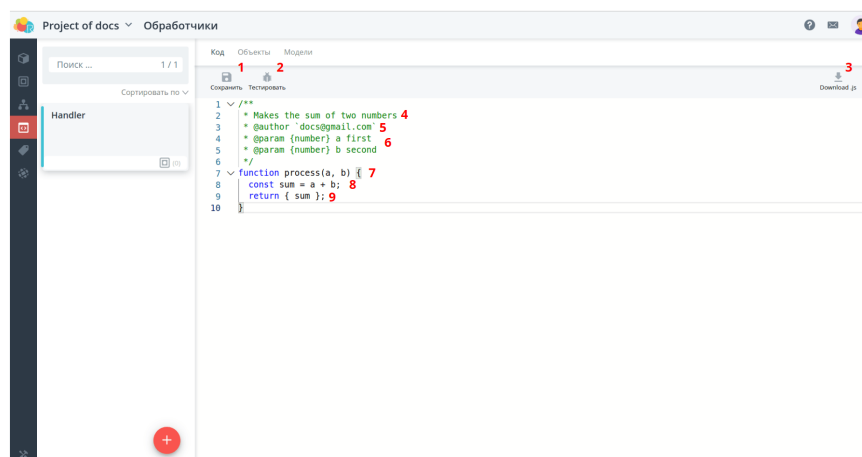 Project of docs Обработчики
Код Объекты Модели
Поиск ... 1 / 1
1 2 3
Сохранить Тестировать Download .js
Сортировать по
Handler
(0)
1 /**
2 * Makes the sum of two numbers 4
3 * @author `docs@gmail.com` 5
4 * @param {number} a first 6
5 * @param {number} b second
6 */
7 function process(a, b) { 7
8 const sum = a + b; 8
9 return { sum }; 9
10 }